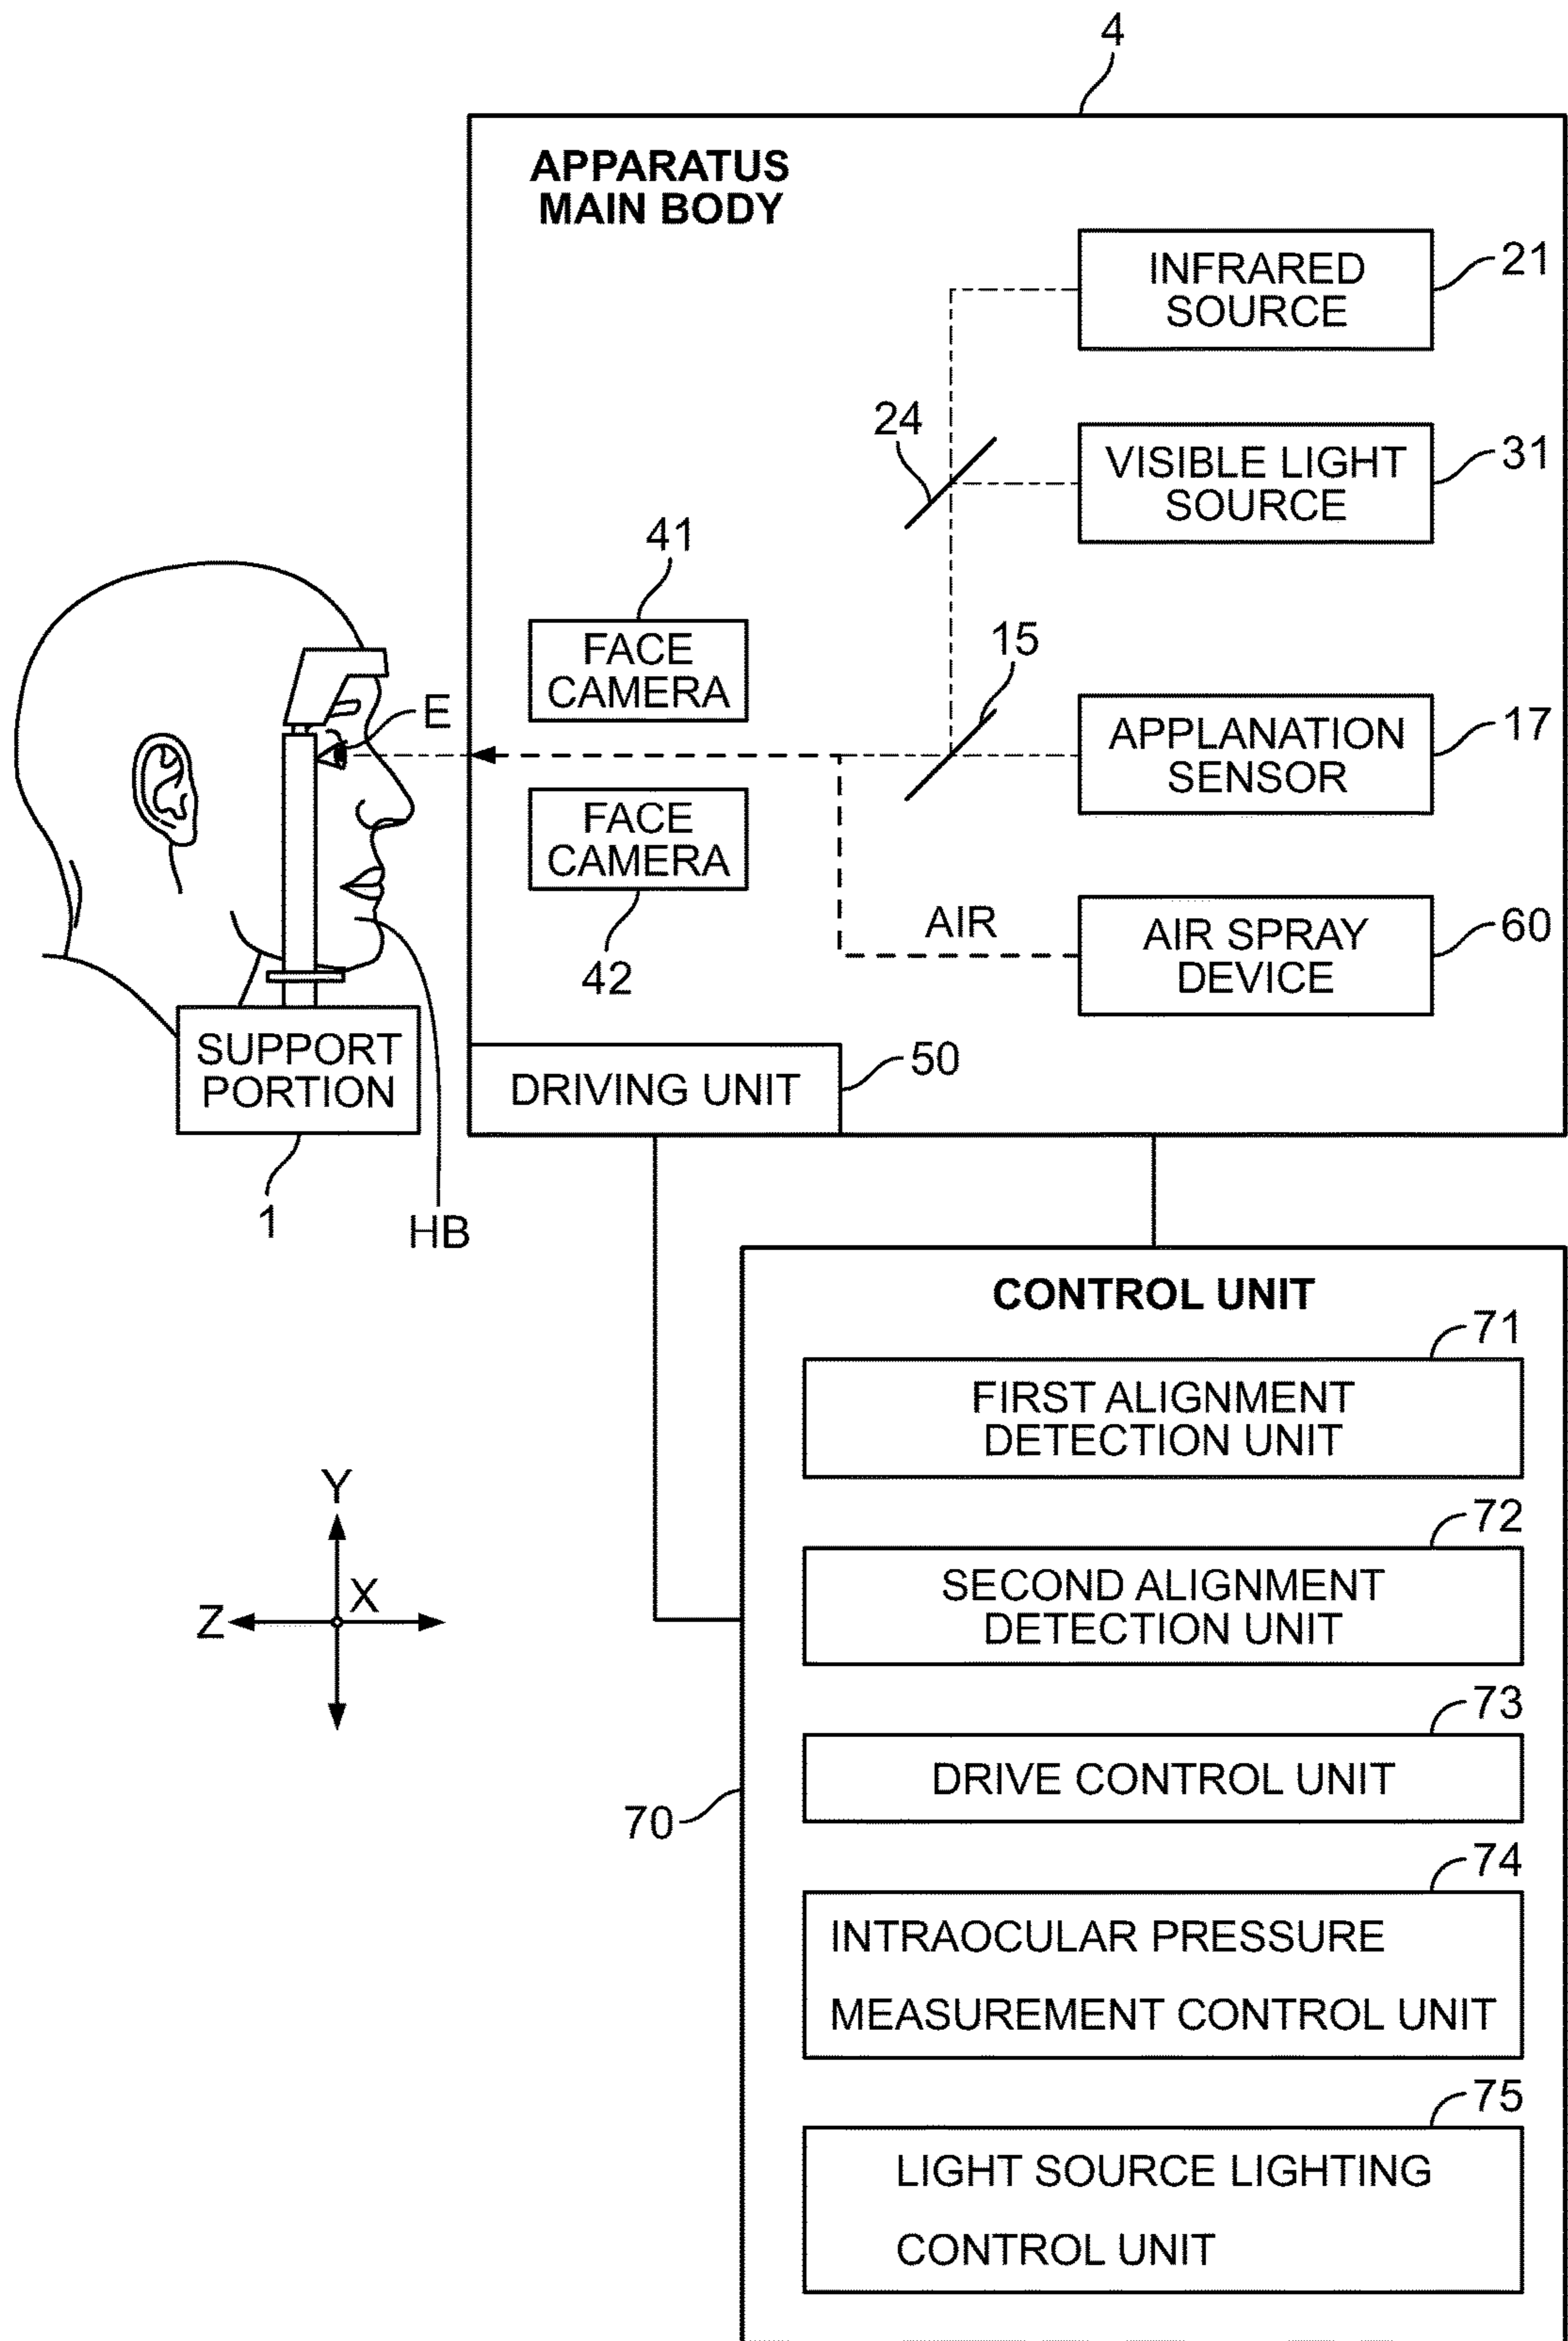 4
APPARATUS
MAIN BODY
INFRARED
SOURCE
21
24
VISIBLE LIGHT
SOURCE
31
41
FACE
CAMERA
15
E
APPLANATION
SENSOR
17
FACE
CAMERA
42
AIR
AIR SPRAY
DEVICE
60
SUPPORT
PORTION
1
HB
DRIVING UNIT
50
CONTROL UNIT
71
FIRST ALIGNMENT
DETECTION UNIT
72
SECOND ALIGNMENT
DETECTION UNIT
Y
X
Z
73
DRIVE CONTROL UNIT
70
74
INTRAOCULAR PRESSURE
MEASUREMENT CONTROL UNIT
75
LIGHT SOURCE LIGHTING
CONTROL UNIT